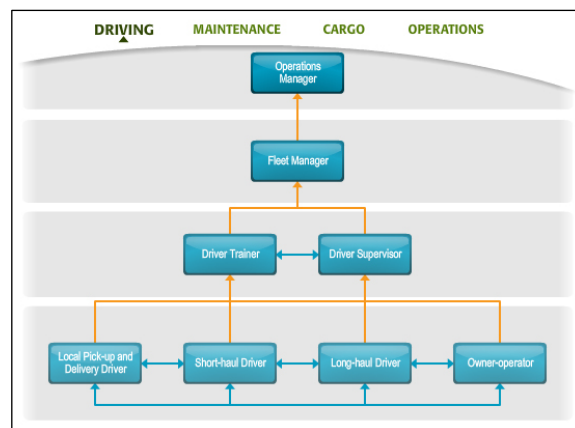 DRIVING MAINTENANCE CARGO OPERATIONS
Operations
Manager
Fleet Manager
Driver Trainer Driver Supervisor
Local Pick-up and
Delivery Driver
Short-haul Driver
Long-haul Driver
Owner-operator